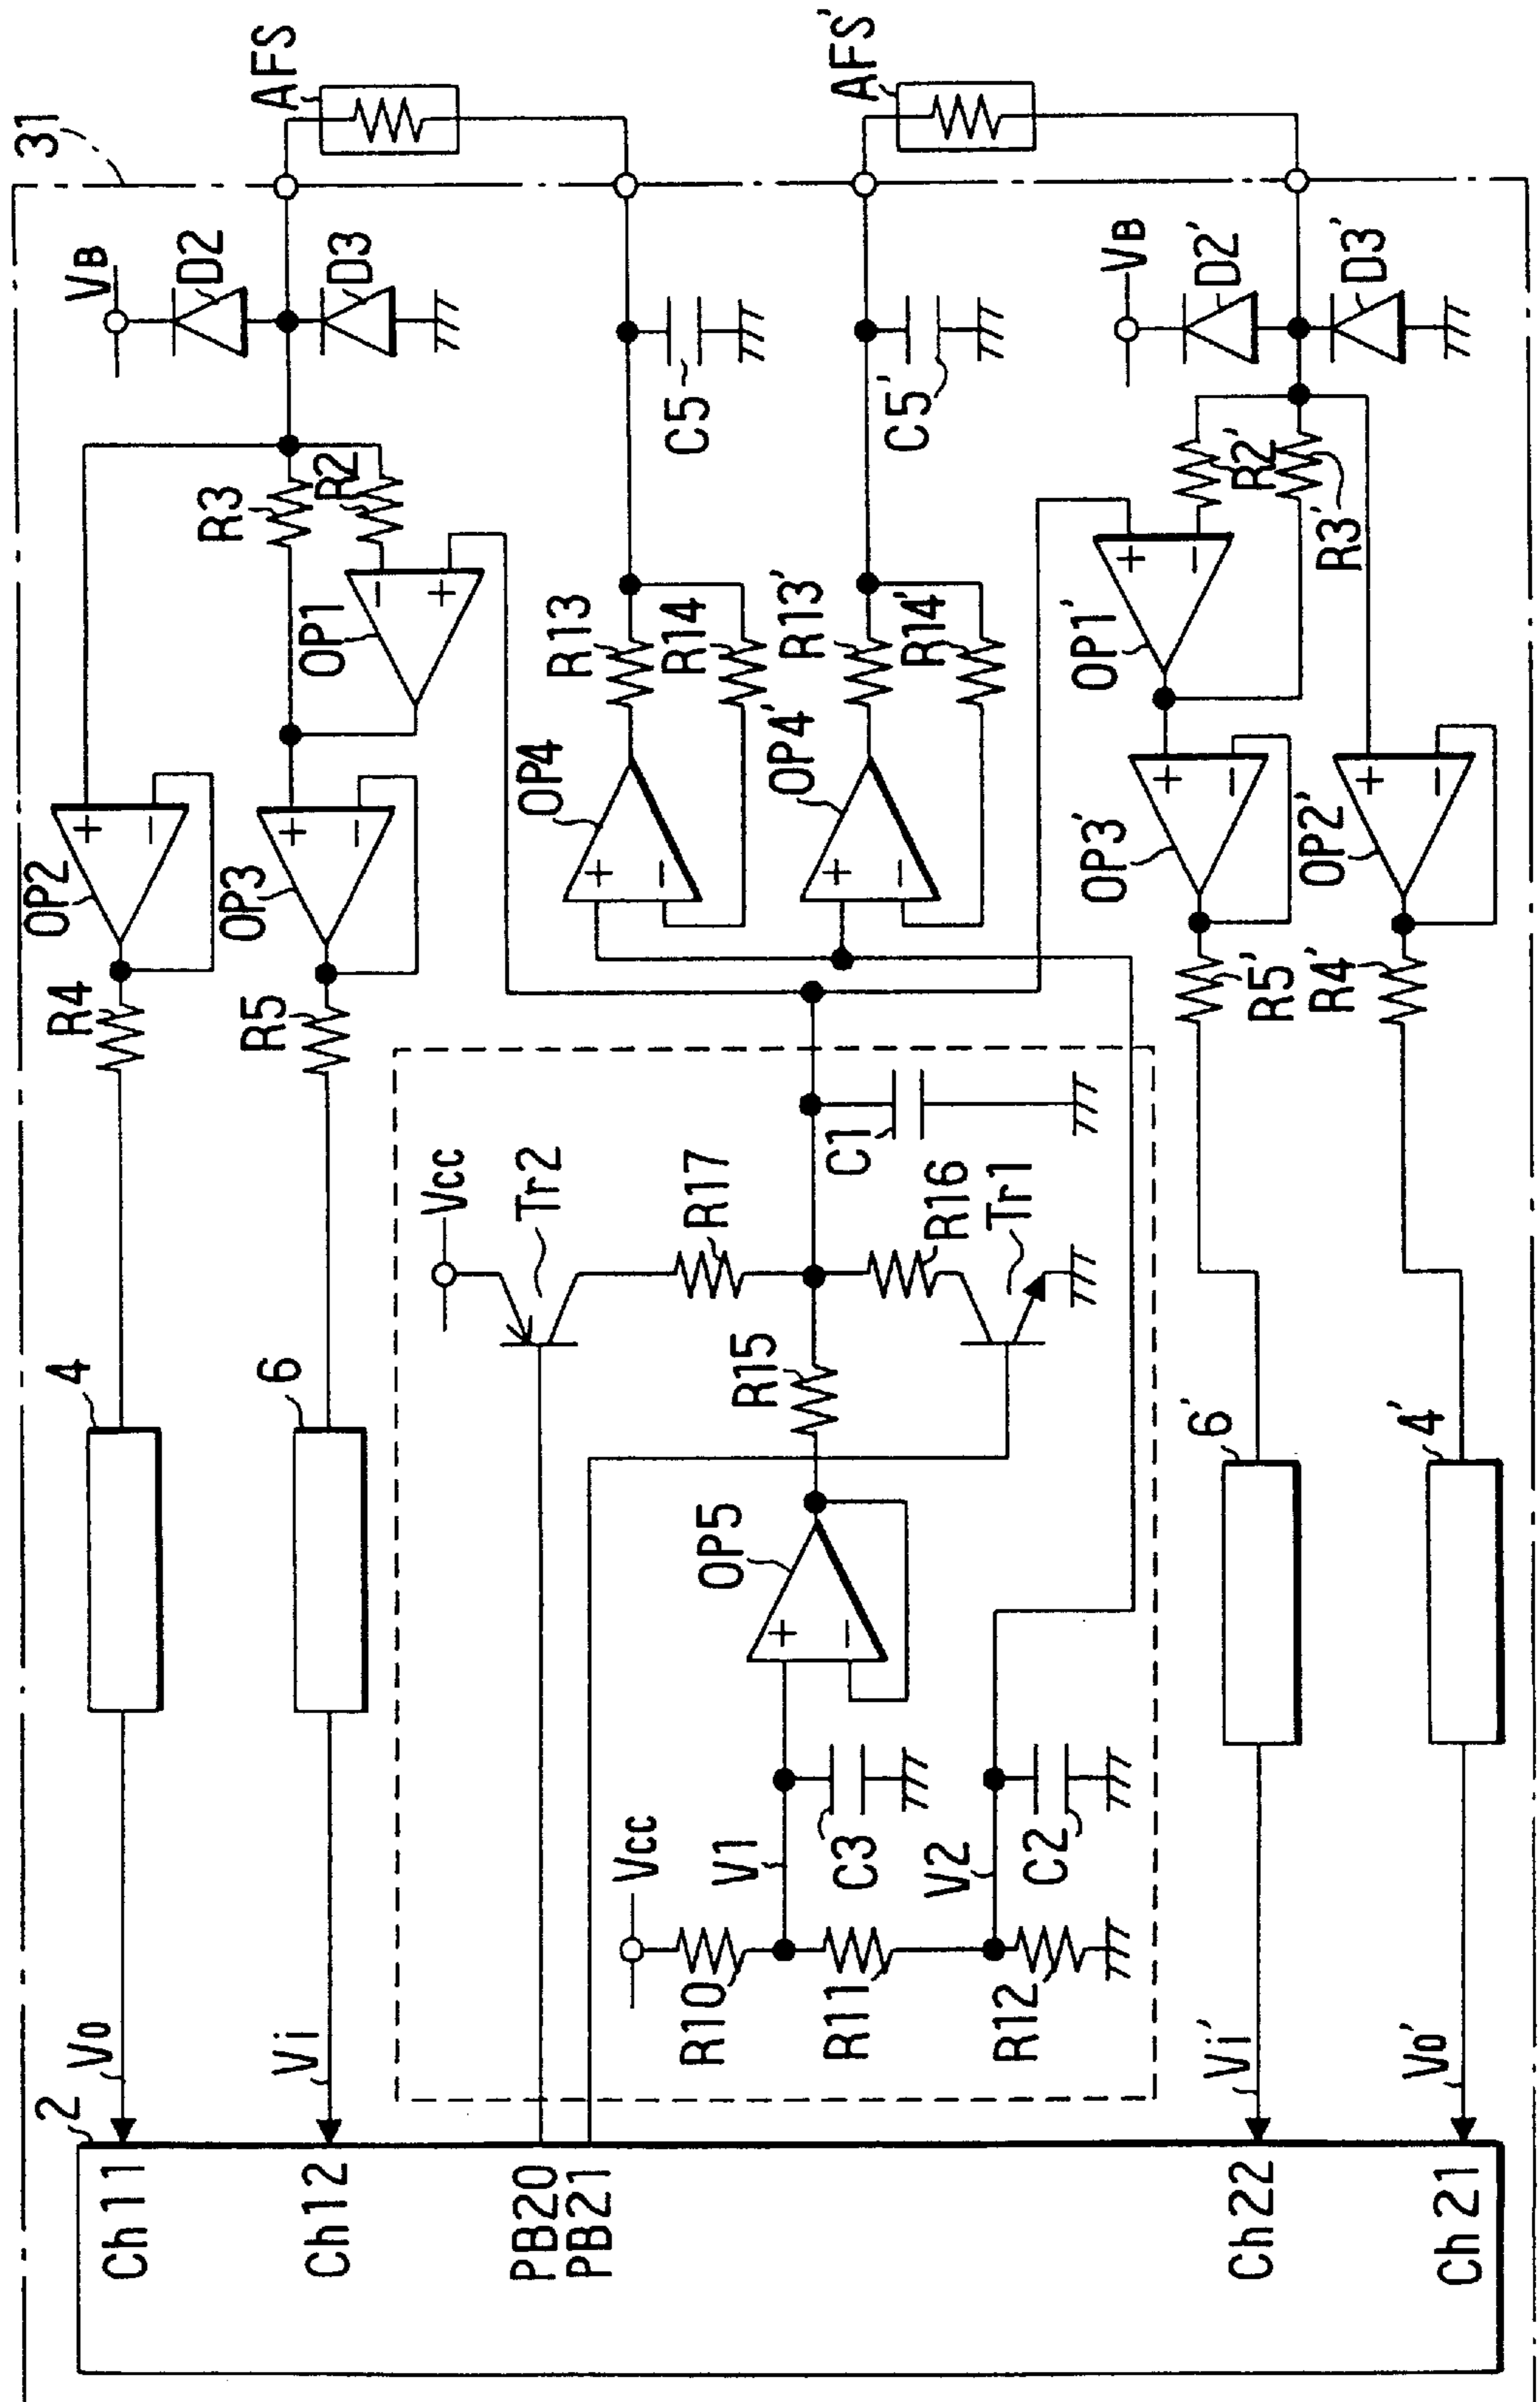 31
AFS
AFS'
VB
D2
D3
C5
C5'
VB
D2'
D3'
R3
R2
R2'
R3'
OP1
R13
R14
R13'
R14'
OP1'
OP2
OP3
OP4
OP4'
OP3'
OP2'
+
−
+
−
−
+
+
−
+
−
+
−
+
−
+
−
R4
R5
R5'
R4'
Vcc
Tr2
R17
C1
R16
Tr1
R15
4
6
6'
4'
OP5
+
−
Vcc
V1
C3
V2
C2
R10
R11
R12
V0
Vi
Vi'
V0'
2
Ch11
Ch12
PB20
PB21
Ch22
Ch21